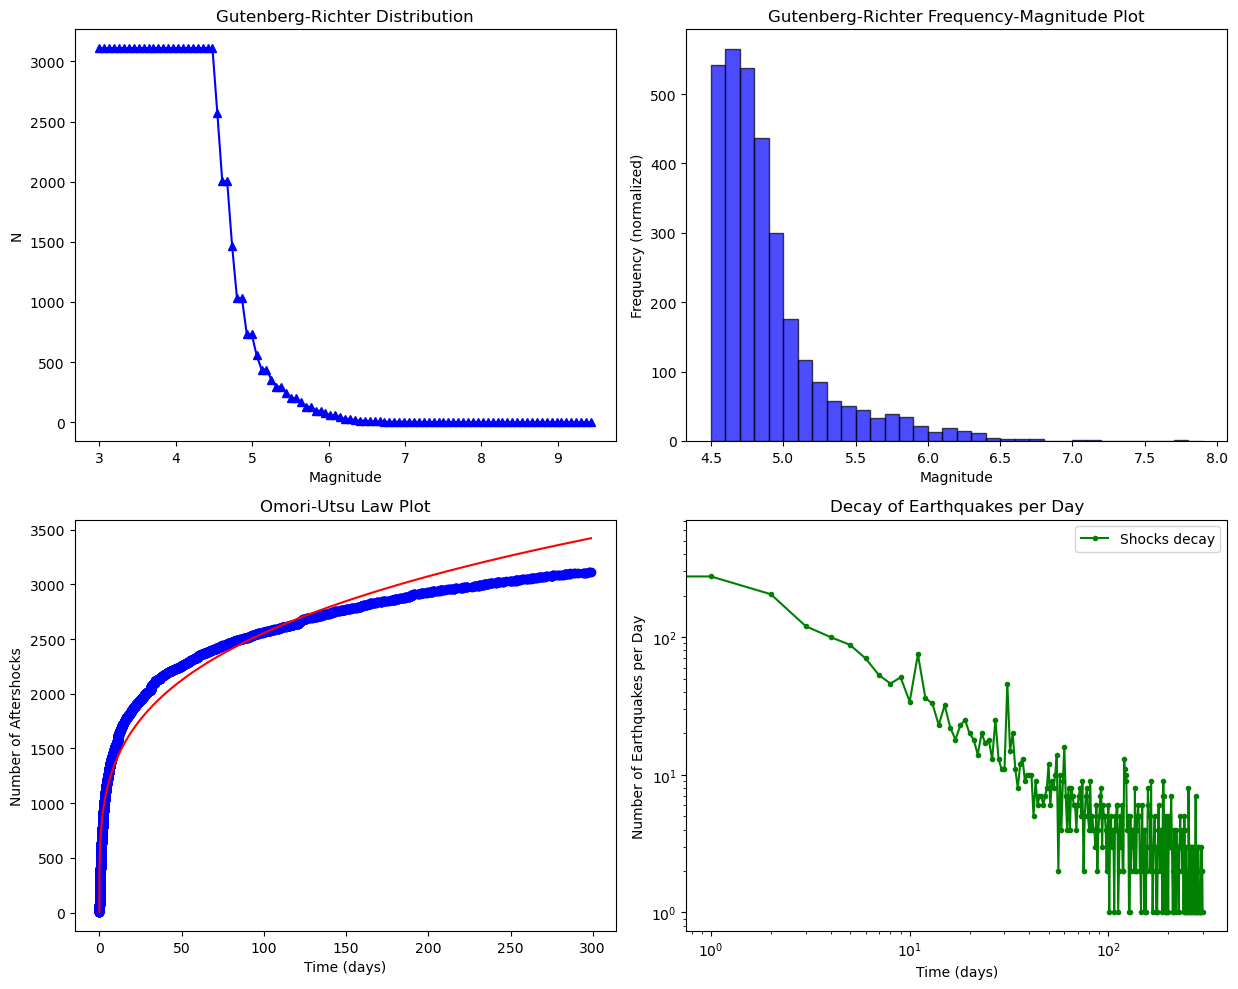 Gutenberg-Richter Distribution
N
3000
2500
2000
1500
1000
500
0
3 4 5 6 7 8 9
Magnitude
Gutenberg-Richter Frequency-Magnitude Plot
Frequency (normalized)
500
400
300
200
100
0
4.5 5.0 5.5 6.0 6.5 7.0 7.5 8.0
Magnitude
Omori-Utsu Law Plot
Number of Aftershocks
3500
3000
2500
2000
1500
1000
500
0
0 50 100 150 200 250 300
Time (days)
Decay of Earthquakes per Day
Shocks decay
Number of Earthquakes per Day
10²
10¹
10⁰
10⁰ 10¹ 10²
Time (days)